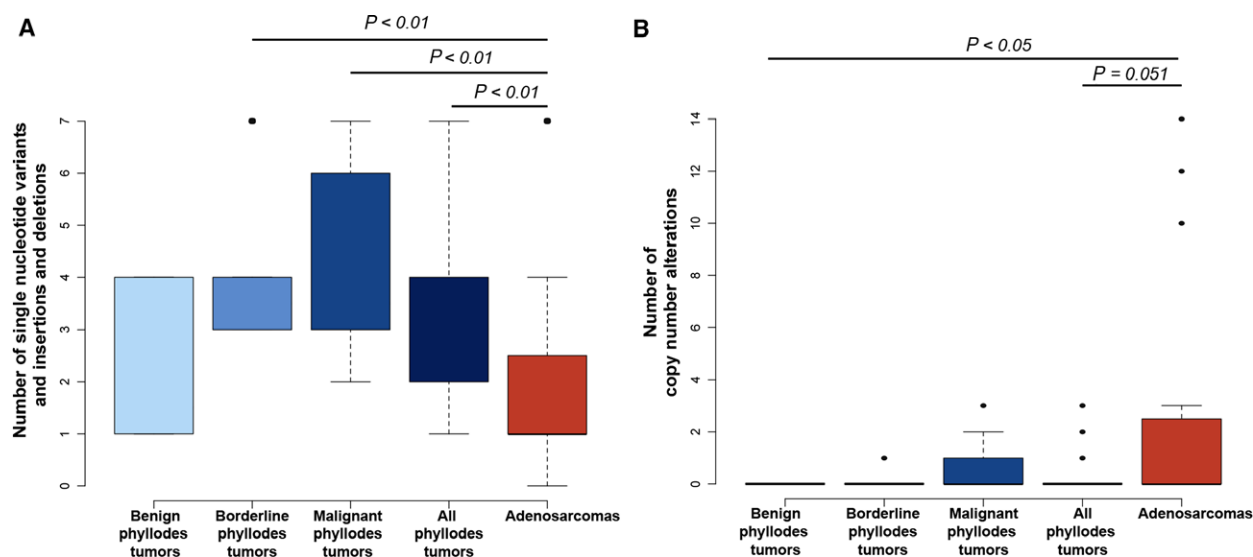 A
P < 0.01
P < 0.01
P < 0.01
Number of single nucleotide variants
and insertions and deletions
7
6
5
4
3
2
1
0
Benign
phyllodes
tumors
Borderline
phyllodes
tumors
Malignant
phyllodes
tumors
All
phyllodes
tumors
Adenosarcomas
B
P < 0.05
P = 0.051
Number of
copy number alterations
14
12
10
8
6
4
2
0
Benign
phyllodes
tumors
Borderline
phyllodes
tumors
Malignant
phyllodes
tumors
All
phyllodes
tumors
Adenosarcomas